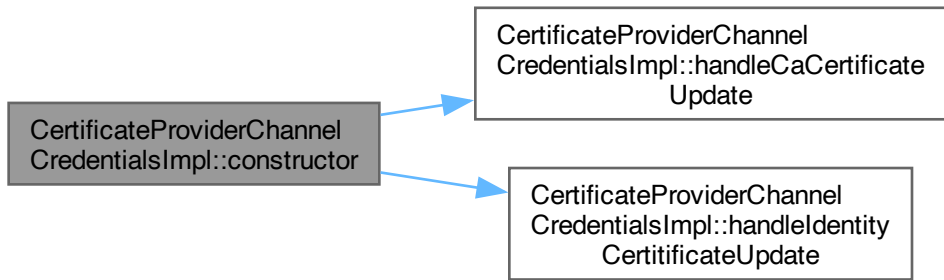 CertificateProviderChannel
CredentialsImpl::constructor
CertificateProviderChannel
CredentialsImpl::handleCaCertificate
Update
CertificateProviderChannel
CredentialsImpl::handleIdentity
CertitificateUpdate